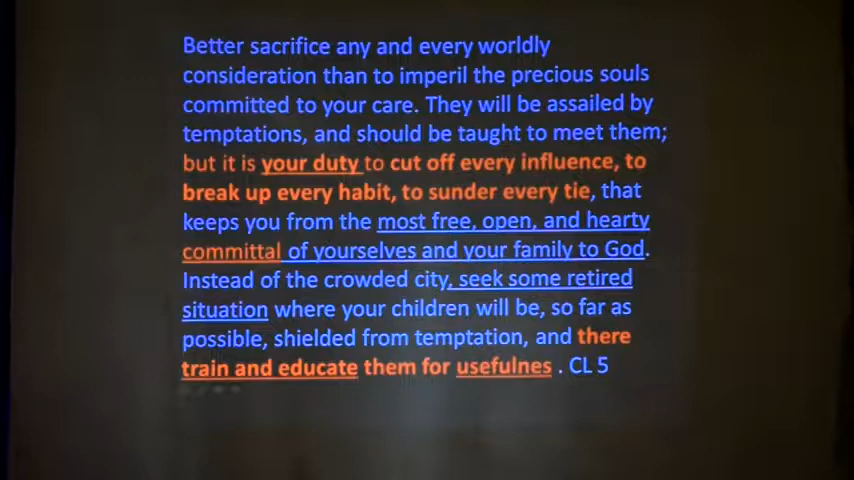 Better sacrifice any and every worldly
consideration than to imperil the precious souls
committed to your care. They will be assailed by
temptations, and should be taught to meet them;
but it is your duty to cut off every influence, to
break up every habit, to sunder every tie, that
keeps you from the most free, open, and hearty
committal of yourselves and your family to God.
Instead of the crowded city, seek some retired
situation where your children will be, so far as
possible, shielded from temptation, and there
train and educate them for usefulnes . CL 5